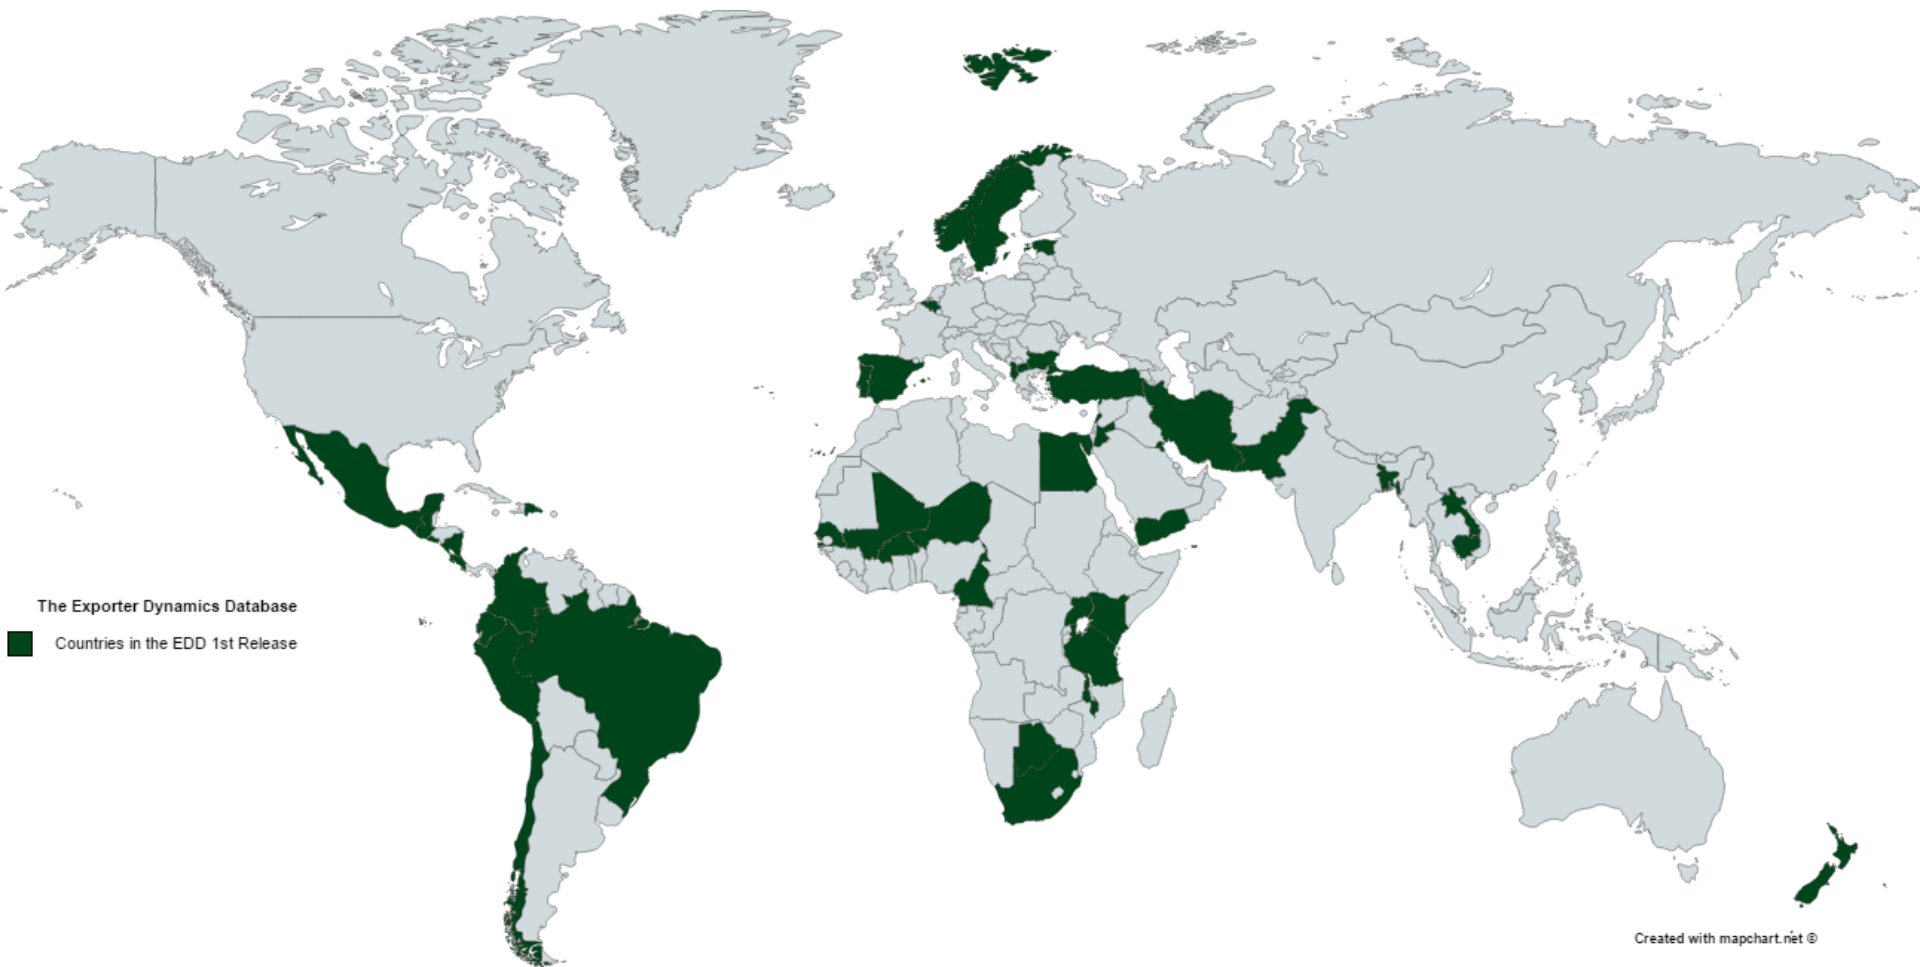 The Exporter Dynamics Database
Countries in the EDD 1st Release
Created with mapchart.net ©